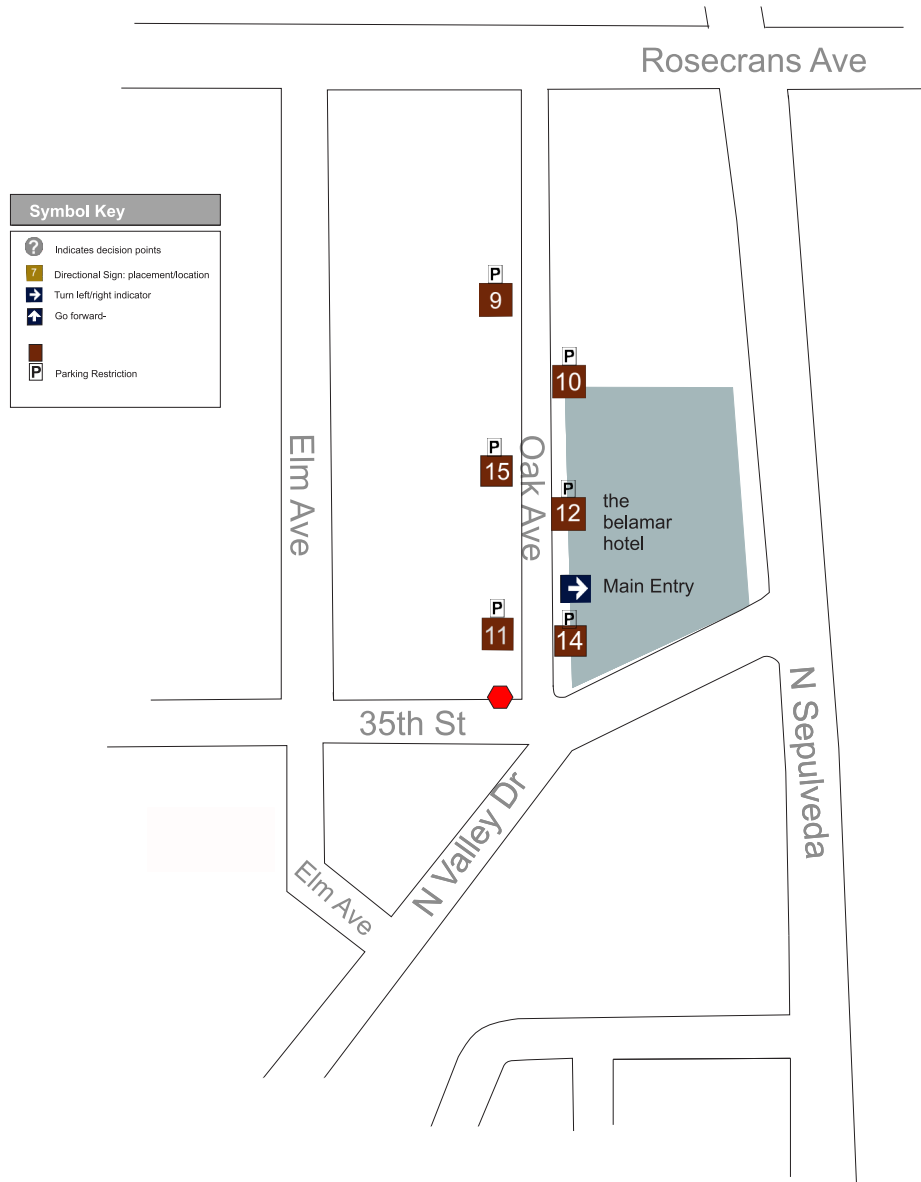 Rosecrans Ave
Symbol Key
?
Indicates decision points
7
Directional Sign: placement/location
Turn left/right indicator
Go forward-
P
Parking Restriction
P
9
P
10
Elm Ave
Oak Ave
P
15
P
12
the
belamar
hotel
Main Entry
P
11
P
14
35th St
N Sepulveda
N Valley Dr
Elm Ave